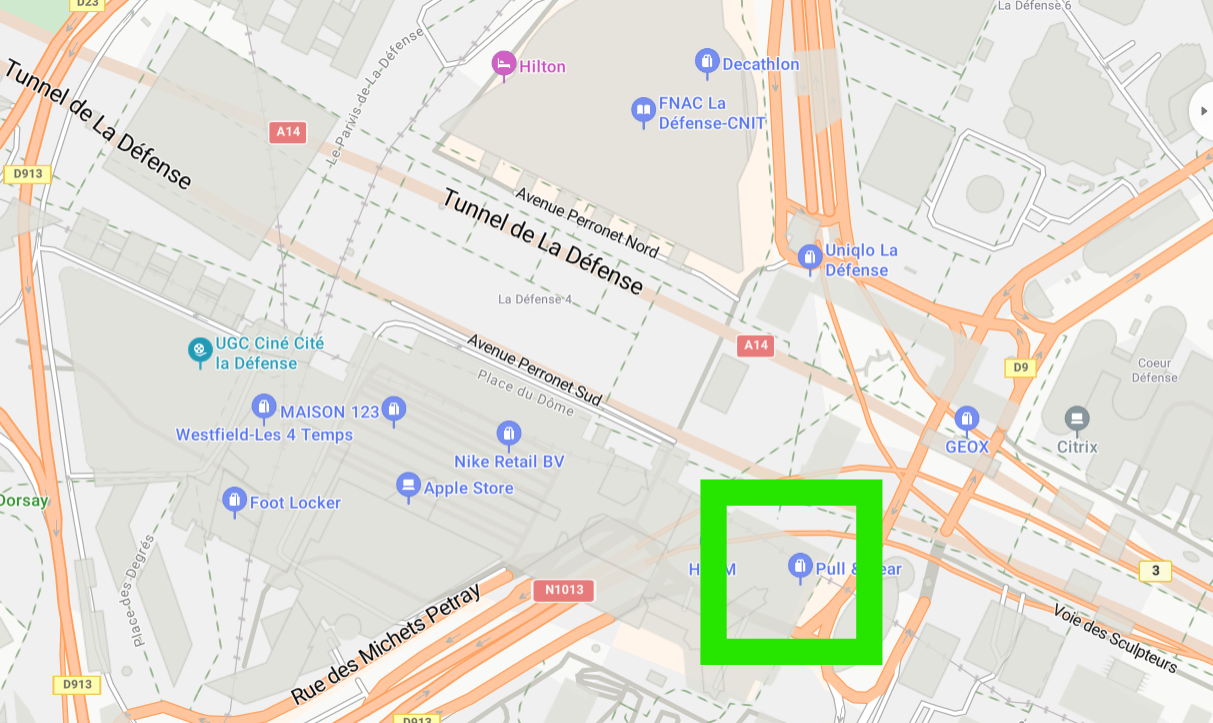 D23
La Défense 6
Hilton
Decathlon
FNAC La
Défense-CNIT
Le-Parvis-de-La-Défense
Tunnel de La Défense
A14
D913
Avenue Perronet Nord
Tunnel de La Défense
Uniqlo La
Défense
La Défense 4
A14
UGC Ciné Cité
la Défense
Avenue Perronet Sud
Place du Dôme
D9
Coeur
Défense
MAISON 123
Westfield-Les 4 Temps
GEOX
Citrix
Nike Retail BV
Apple Store
Foot Locker
Dorsay
Place-des-Degrés
H M
Pull & ear
N1013
3
Rue des Michets Petray
Voie des Sculpteurs
D913
D913